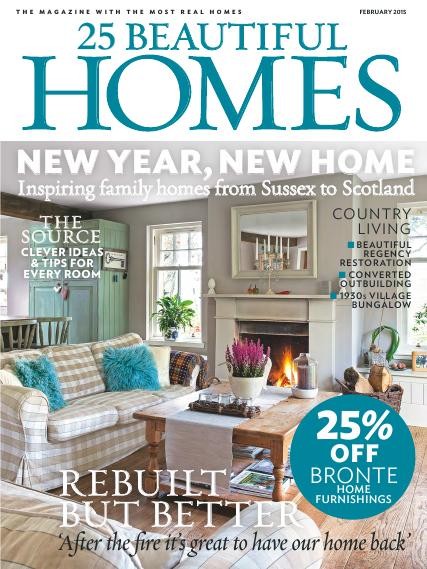 THE MAGAZINE WITH THE MOST REAL HOMES
FEBRUARY 2015
25 BEAUTIFUL
HOMES
NEW YEAR, NEW HOME
Inspiring family homes from Sussex to Scotland
THE
SOURCE
CLEVER IDEAS
& TIPS FOR
EVERY ROOM
COUNTRY
LIVING
■ BEAUTIFUL
REGENCY
RESTORATION
■ CONVERTED
OUTBUILDING
■ 1930s VILLAGE
BUNGALOW
25%
OFF
BRONTE
HOME
FURNISHINGS
REBUILT
BUT BETTER
‘After the fire it’s great to have our home back’